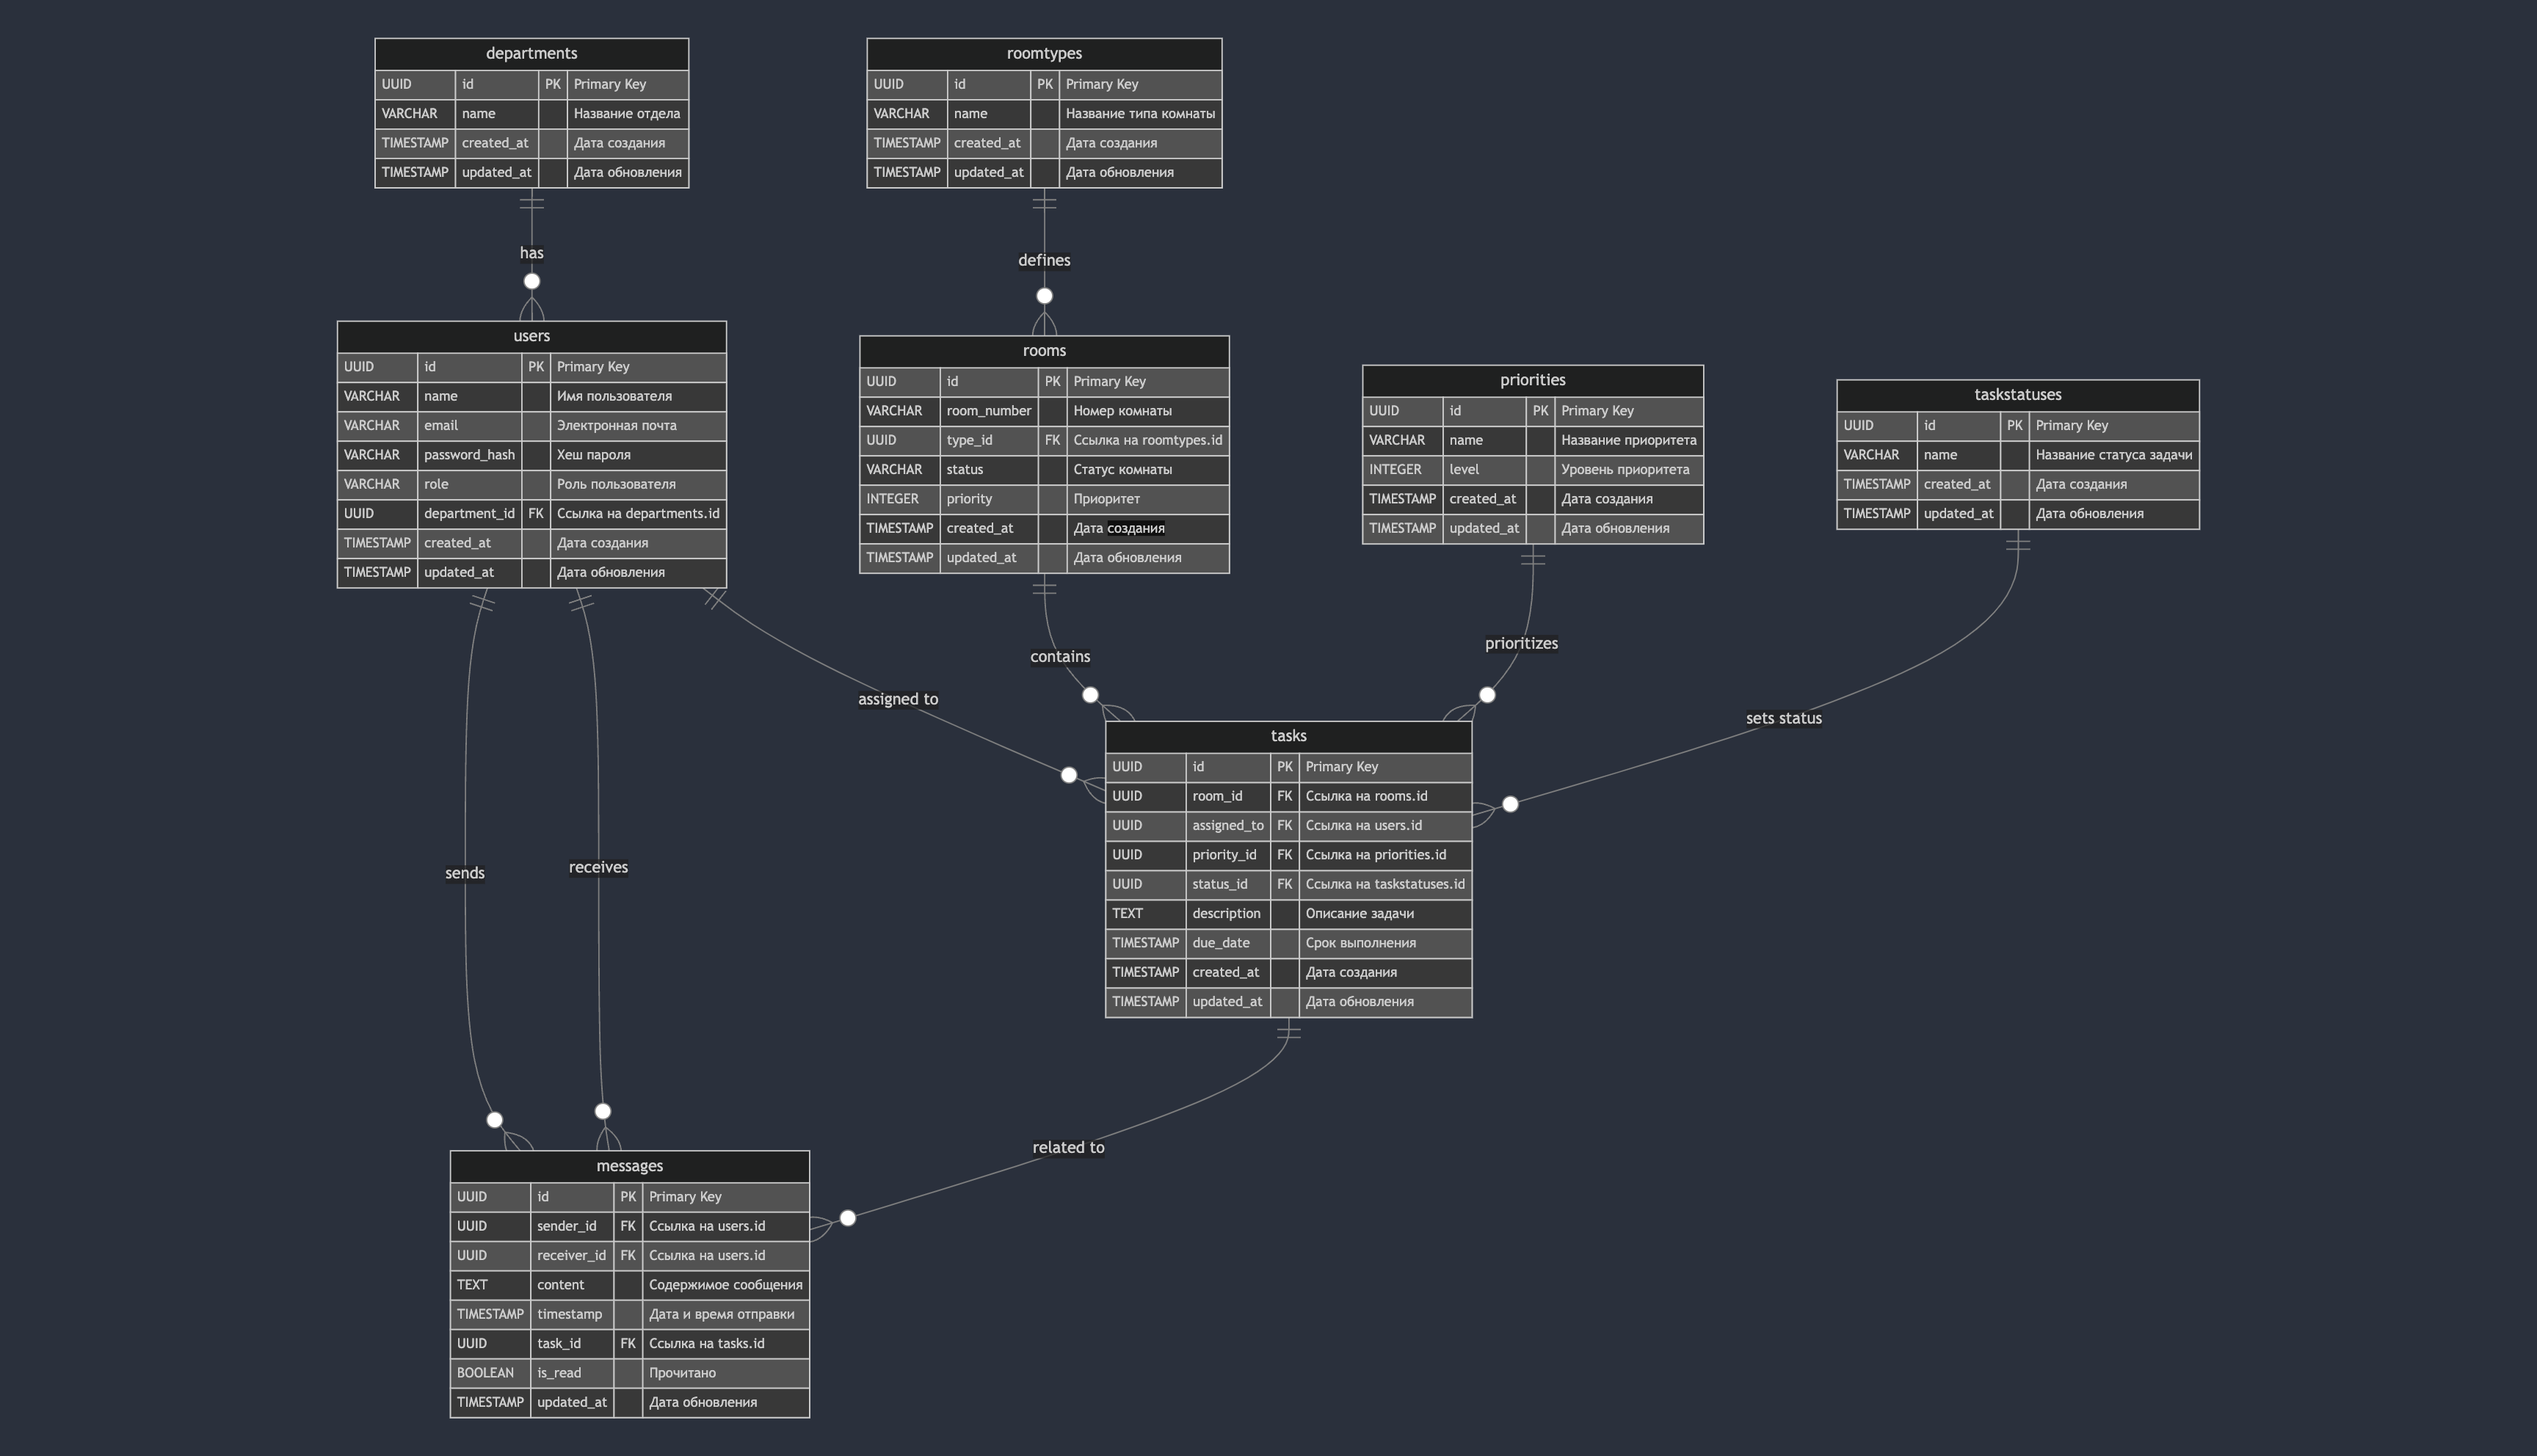 departments
UUID id PK Primary Key
VARCHAR name Название отдела
TIMESTAMP created_at Дата создания
TIMESTAMP updated_at Дата обновления
roomtypes
UUID id PK Primary Key
VARCHAR name Название типа комнаты
TIMESTAMP created_at Дата создания
TIMESTAMP updated_at Дата обновления
has
defines
users
UUID id PK Primary Key
VARCHAR name Имя пользователя
VARCHAR email Электронная почта
VARCHAR password_hash Хеш пароля
VARCHAR role Роль пользователя
UUID department_id FK Ссылка на departments.id
TIMESTAMP created_at Дата создания
TIMESTAMP updated_at Дата обновления
rooms
UUID id PK Primary Key
VARCHAR room_number Номер комнаты
UUID type_id FK Ссылка на roomtypes.id
VARCHAR status Статус комнаты
INTEGER priority Приоритет
TIMESTAMP created_at Дата создания
TIMESTAMP updated_at Дата обновления
priorities
UUID id PK Primary Key
VARCHAR name Название приоритета
INTEGER level Уровень приоритета
TIMESTAMP created_at Дата создания
TIMESTAMP updated_at Дата обновления
taskstatuses
UUID id PK Primary Key
VARCHAR name Название статуса задачи
TIMESTAMP created_at Дата создания
TIMESTAMP updated_at Дата обновления
assigned to
contains
prioritizes
sets status
tasks
UUID id PK Primary Key
UUID room_id FK Ссылка на rooms.id
UUID assigned_to FK Ссылка на users.id
UUID priority_id FK Ссылка на priorities.id
UUID status_id FK Ссылка на taskstatuses.id
TEXT description Описание задачи
TIMESTAMP due_date Срок выполнения
TIMESTAMP created_at Дата создания
TIMESTAMP updated_at Дата обновления
sends
receives
related to
messages
UUID id PK Primary Key
UUID sender_id FK Ссылка на users.id
UUID receiver_id FK Ссылка на users.id
TEXT content Содержимое сообщения
TIMESTAMP timestamp Дата и время отправки
UUID task_id FK Ссылка на tasks.id
BOOLEAN is_read Прочитано
TIMESTAMP updated_at Дата обновления